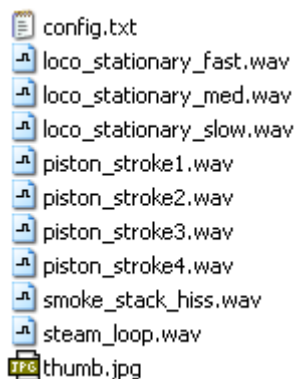 config.txt
loco_stationary_fast.wav
loco_stationary_med.wav
loco_stationary_slow.wav
piston_stroke1.wav
piston_stroke2.wav
piston_stroke3.wav
piston_stroke4.wav
smoke_stack_hiss.wav
steam_loop.wav
JPG thumb.jpg